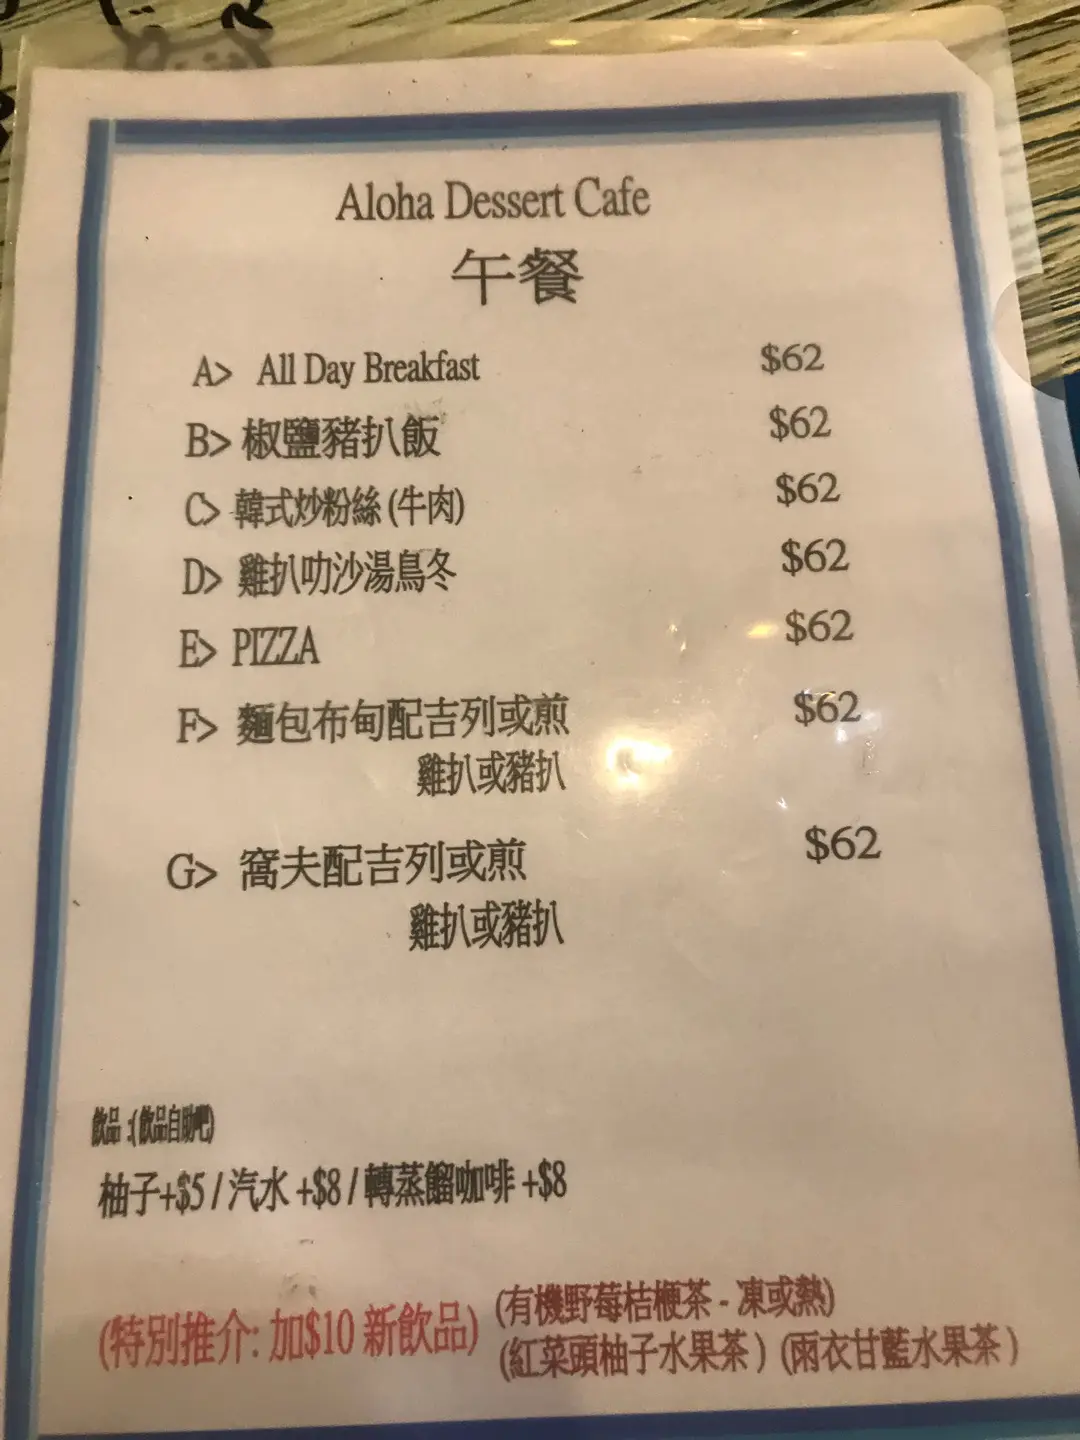 Aloha Dessert Cafe
午餐
A> All Day Breakfast $62
B> 椒鹽豬扒飯 $62
C> 韓式炒粉絲 (牛肉) $62
D> 雞扒叻沙湯鳥冬 $62
E> PIZZA $62
F> 麵包布甸配吉列或煎 $62
雞扒或豬扒
G> 窩夫配吉列或煎 $62
雞扒或豬扒
飲品 :( 飲品自助吧)
柚子+$5 / 汽水 +$8 / 轉蒸餾咖啡 +$8
(特別推介: 加$10 新飲品) (有機野莓桔梗茶 - 凍或熱)
(紅菜頭柚子水果茶 ) (雨衣甘藍水果茶 )